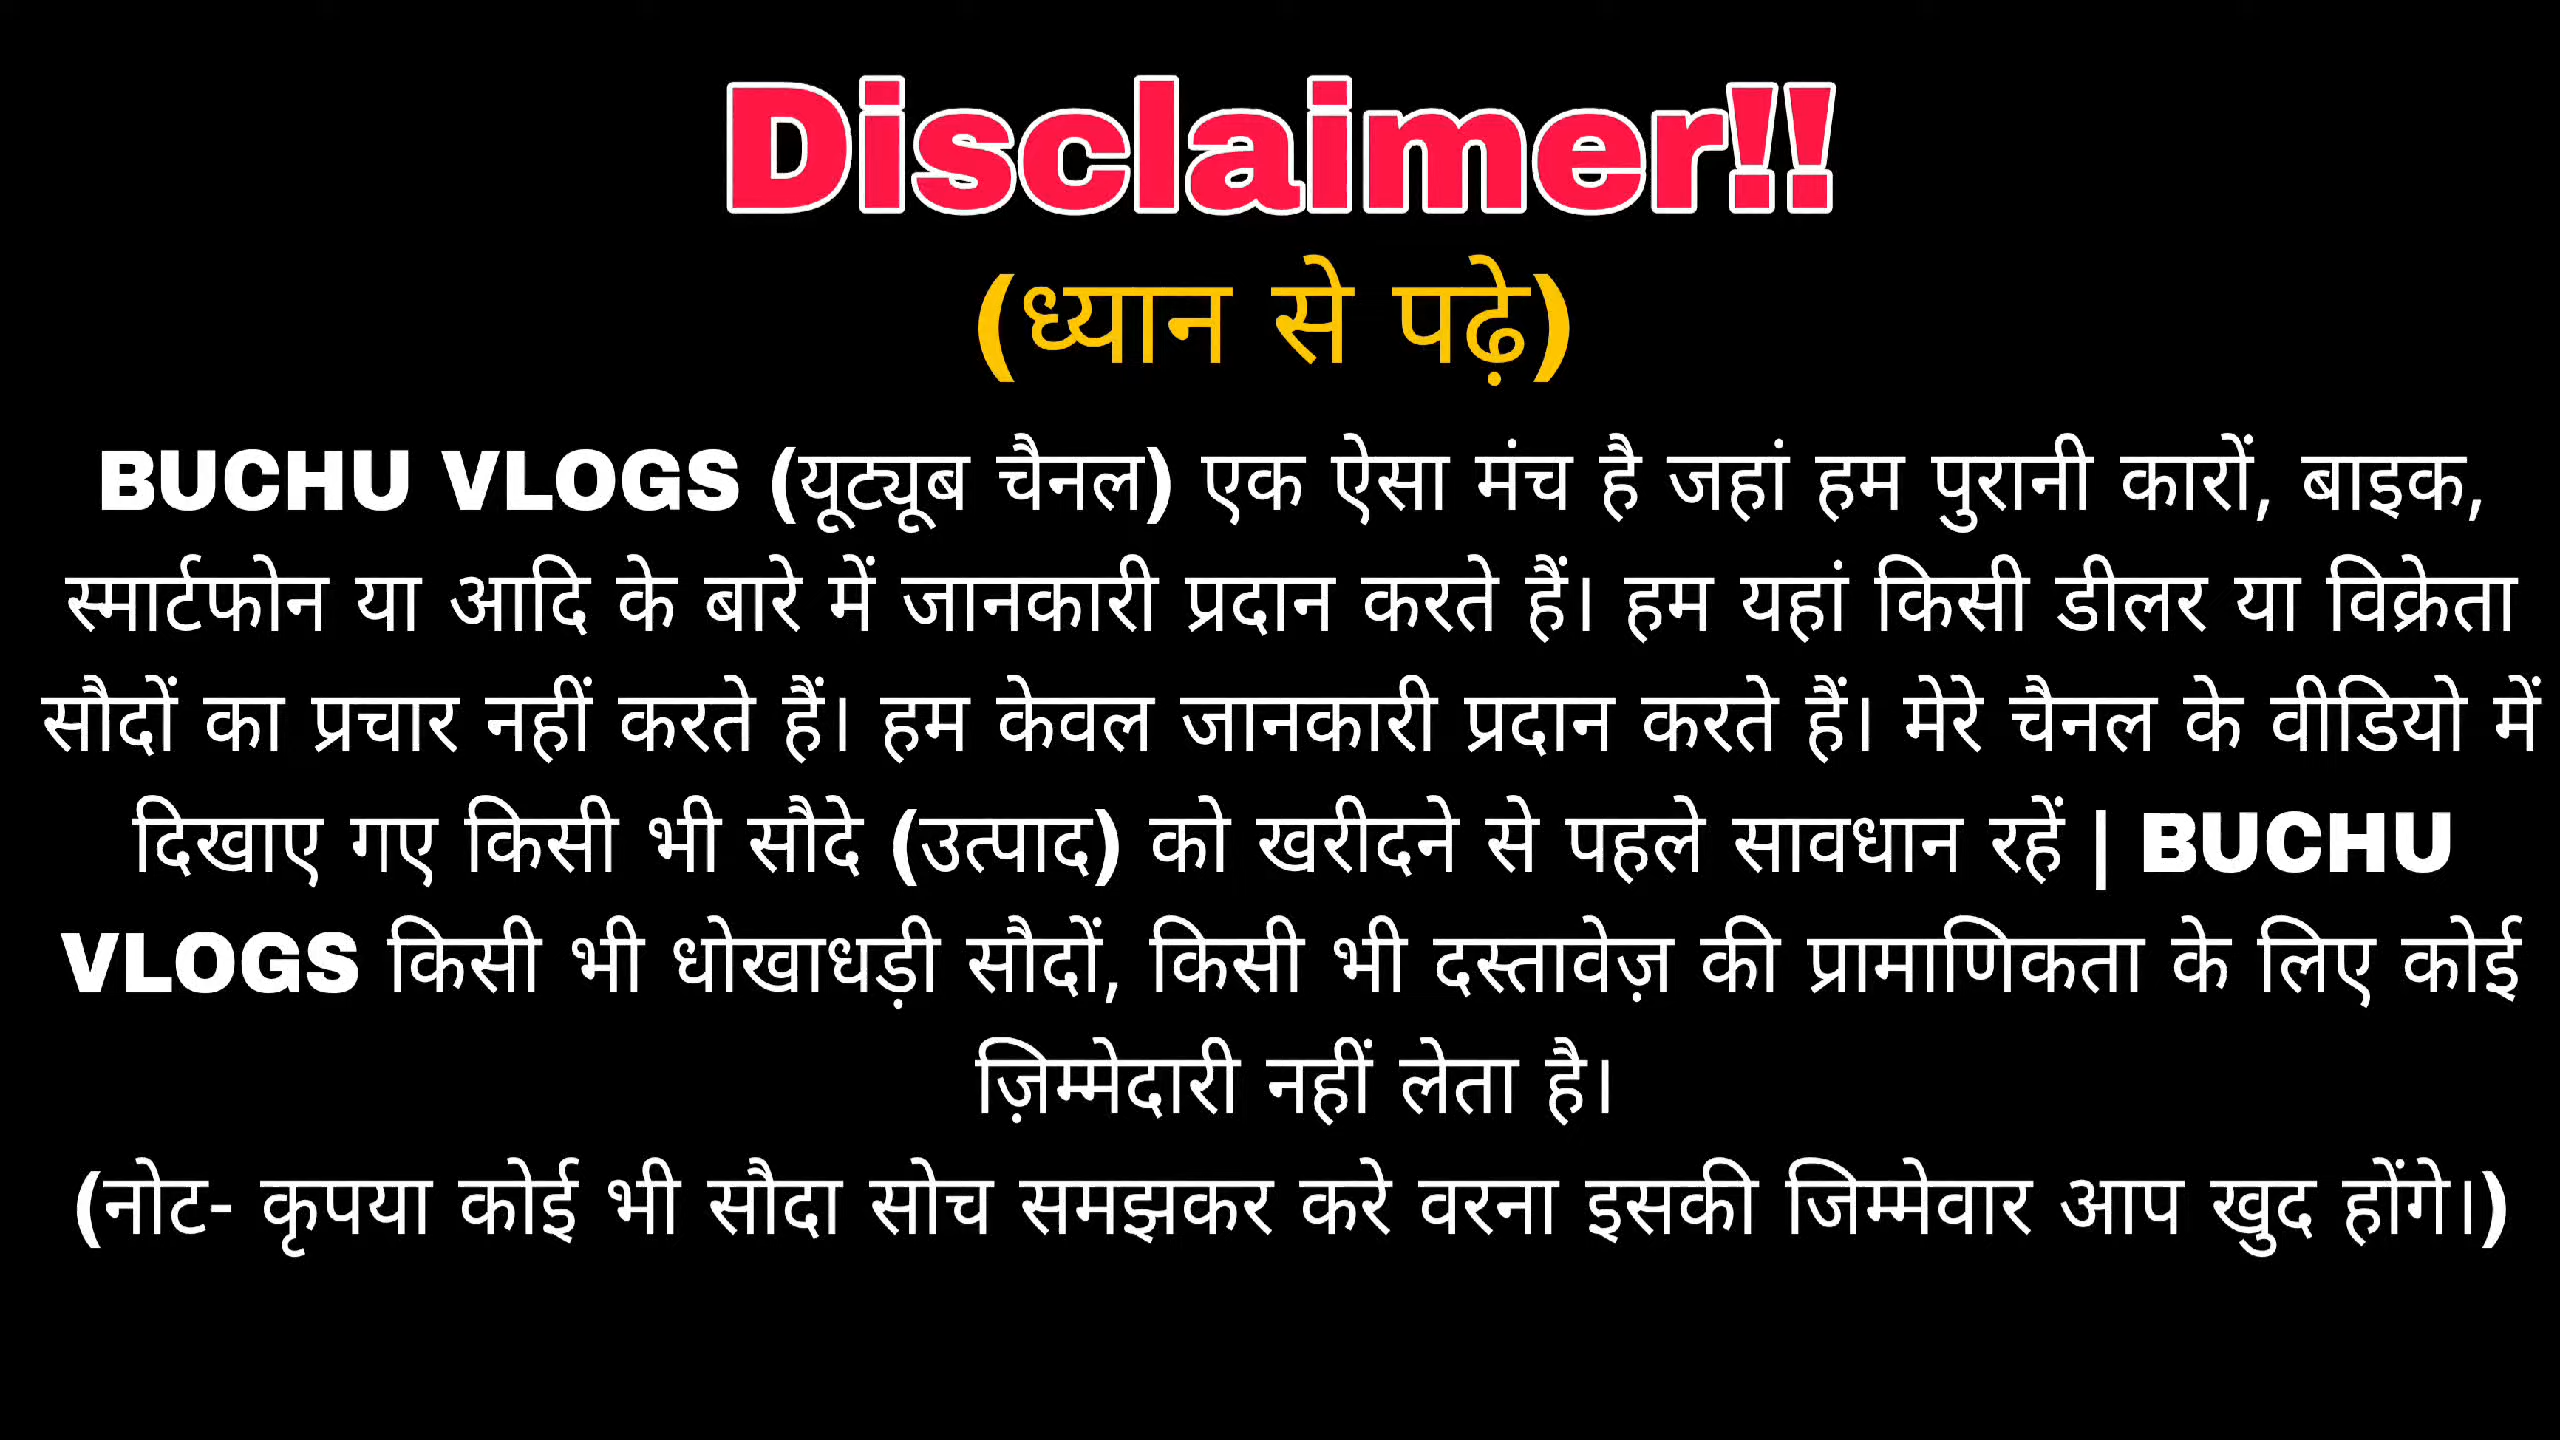 Disclaimer!!
(ध्यान से पढ़े)
BUCHU VLOGS (यूट्यूब चैनल) एक ऐसा मंच है जहां हम पुरानी कारों, बाइक,
स्मार्टफोन या आदि के बारे में जानकारी प्रदान करते हैं। हम यहां किसी डीलर या विक्रेता
सौदों का प्रचार नहीं करते हैं। हम केवल जानकारी प्रदान करते हैं। मेरे चैनल के वीडियो में
दिखाए गए किसी भी सौदे (उत्पाद) को खरीदने से पहले सावधान रहें | BUCHU
VLOGS किसी भी धोखाधड़ी सौदों, किसी भी दस्तावेज़ की प्रामाणिकता के लिए कोई
ज़िम्मेदारी नहीं लेता है।
(नोट- कृपया कोई भी सौदा सोच समझकर करे वरना इसकी जिम्मेवार आप खुद होंगे।)